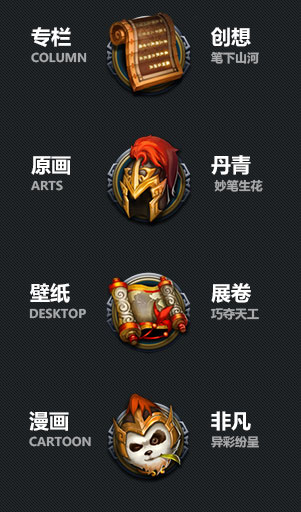 专栏
COLUMN
创想
笔下山河
原画
ARTS
丹青
妙笔生花
壁纸
DESKTOP
展卷
巧夺天工
漫画
CARTOON
非凡
异彩纷呈